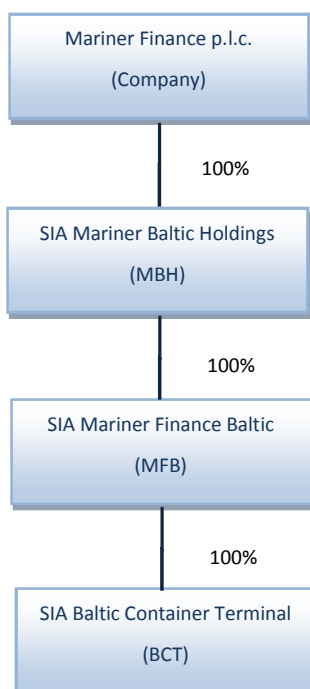 Mariner Finance p.l.c.
(Company)
100%
SIA Mariner Baltic Holdings
(MBH)
100%
SIA Mariner Finance Baltic
(MFB)
100%
SIA Baltic Container Terminal
(BCT)